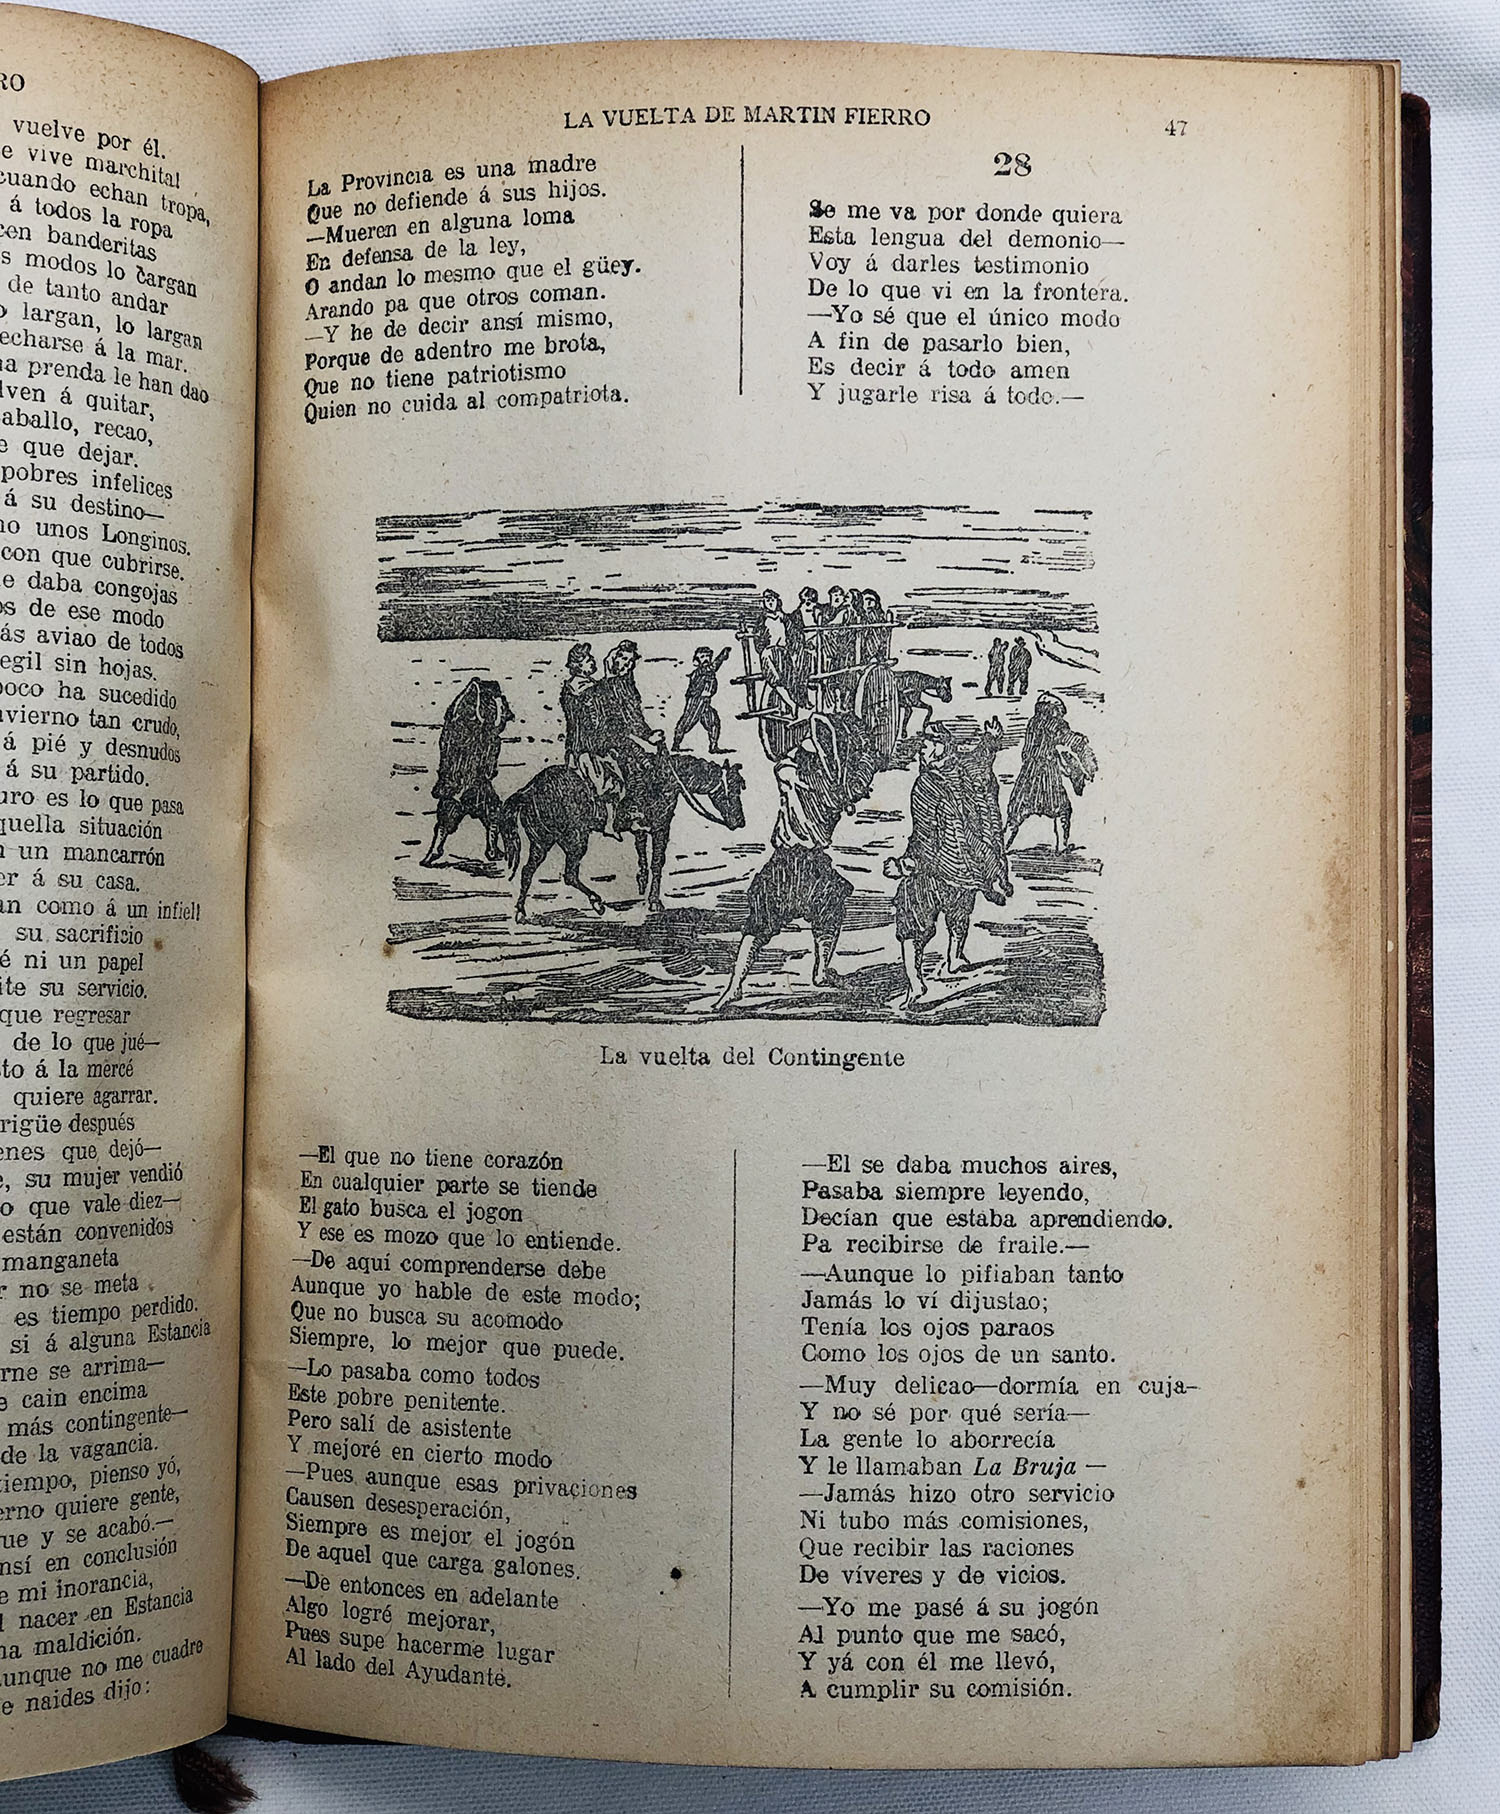 RO
vuelve por él.
e vive marchita!
cuando echan tropa,
á todos la ropa
cen banderitas
s modos lo cargan
de tanto andar
o largan, lo largan
echarse á la mar.
na prenda le han dao
lven á quitar,
aballo, recao,
e que dejar.
pobres infelices
á su destino—
no unos Longinos.
con que cubrirse.
e daba congojas
os de ese modo
ás aviao de todos
egil sin hojas.
poco ha sucedido
nvierno tan crudo,
á pié y desnudos
á su partido.
uro es lo que pasa
quella situación
n un mancarrón
er á su casa.
an como á un infiel!
su sacrificio
é ni un papel
ite su servicio.
que regresar
de lo que jué—
to á la mercé
quiere agarrar.
rigüe después
enes que dejó—
e, su mujer vendió
o que vale diez—
están convenidos
manganeta
r no se meta
es tiempo perdido.
si á alguna Estancia
rne se arrima—
e cain encima
más contingente—
de la vagancia.
tiempo, pienso yó,
erno quiere gente,
que y se acabó.—
nsí en conclusión
e mi inorancia,
l nacer en Estancia
na maldición.
aunque no me cuadre
e naides dijo:
LA VUELTA DE MARTIN FIERRO
47
La Provincia es una madre
Que no defiende á sus hijos.
—Mueren en alguna loma
En defensa de la ley,
O andan lo mesmo que el güey.
Arando pa que otros coman.
—Y he de decir ansí mismo,
Porque de adentro me brota,
Que no tiene patriotismo
Quien no cuida al compatriota.
28
Se me va por donde quiera
Esta lengua del demonio—
Voy á darles testimonio
De lo que vi en la frontera.
—Yo sé que el único modo
A fin de pasarlo bien,
Es decir á todo amen
Y jugarle risa á todo.—
La vuelta del Contingente
—El que no tiene corazón
En cualquier parte se tiende
El gato busca el jogon
Y ese es mozo que lo entiende.
—De aquí comprenderse debe
Aunque yo hable de este modo;
Que no busca su acomodo
Siempre, lo mejor que puede.
—Lo pasaba como todos
Este pobre penitente.
Pero salí de asistente
Y mejoré en cierto modo
—Pues aunque esas privaciones
Causen desesperación,
Siempre es mejor el jogón
De aquel que carga galones.
—De entonces en adelante
Algo logré mejorar,
Pues supe hacerme lugar
Al lado del Ayudante.
—El se daba muchos aires,
Pasaba siempre leyendo,
Decían que estaba aprendiendo.
Pa recibirse de fraile.—
—Aunque lo pifiaban tanto
Jamás lo ví dijustao;
Tenía los ojos paraos
Como los ojos de un santo.
—Muy delicao—dormía en cuja—
Y no sé por qué sería—
La gente lo aborrecía
Y le llamaban La Bruja —
—Jamás hizo otro servicio
Ni tubo más comisiones,
Que recibir las raciones
De víveres y de vicios.
—Yo me pasé á su jogón
Al punto que me sacó,
Y yá con él me llevó,
A cumplir su comisión.